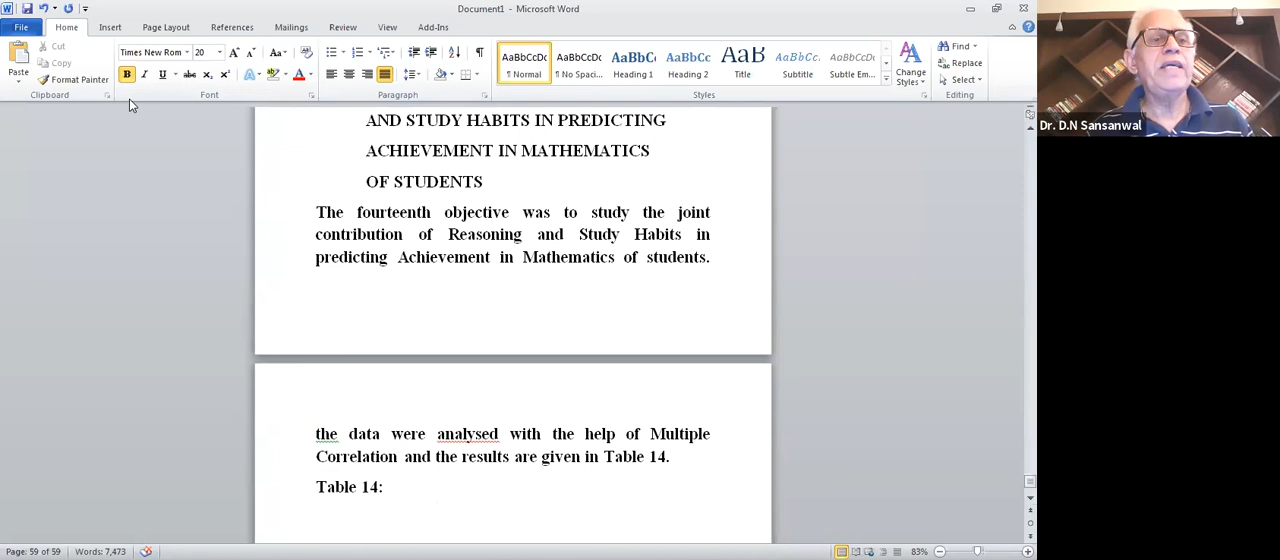 Document1 - Microsoft Word
File Home Insert Page Layout References Mailings Review View Add-Ins
Paste
Cut
Copy
Format Painter
Clipboard
Times New Rom 20
Font
Paragraph
AaBbCcDc
¶ Normal
AaBbCcDc
¶ No Spaci...
AaBbC
Heading 1
AaBbCc
Heading 2
AaB
Title
AaBbCc.
Subtitle
AaBbCcDc
Subtle Em...
Change
Styles
Styles
Find
Replace
Select
Editing
Dr. D.N Sansanwal
AND STUDY HABITS IN PREDICTING
ACHIEVEMENT IN MATHEMATICS
OF STUDENTS
The fourteenth objective was to study the joint
contribution of Reasoning and Study Habits in
predicting Achievement in Mathematics of students.
the data were analysed with the help of Multiple
Correlation and the results are given in Table 14.
Table 14:
Page: 59 of 59 Words: 7,473 83%